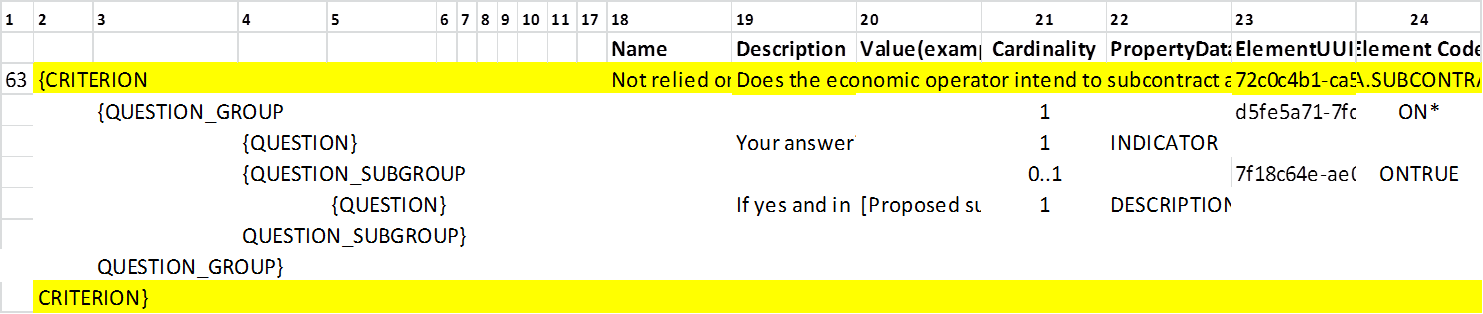 1 2 3 4 5 6 7 8 9 10 11 17 18 19 20 21 22 23 24
Name Description Value(examp Cardinality PropertyData ElementUUI Element Code
63 {CRITERION Not relied on Does the economic operator intend to subcontract a 72c0c4b1-ca5 A.SUBCONTRA
{QUESTION_GROUP 1 d5fe5a71-7fc ON*
{QUESTION} Your answer 1 INDICATOR
{QUESTION_SUBGROUP 0..1 7f18c64e-ae0 ONTRUE
{QUESTION} If yes and in [Proposed su 1 DESCRIPTION
QUESTION_SUBGROUP}
QUESTION_GROUP}
CRITERION}